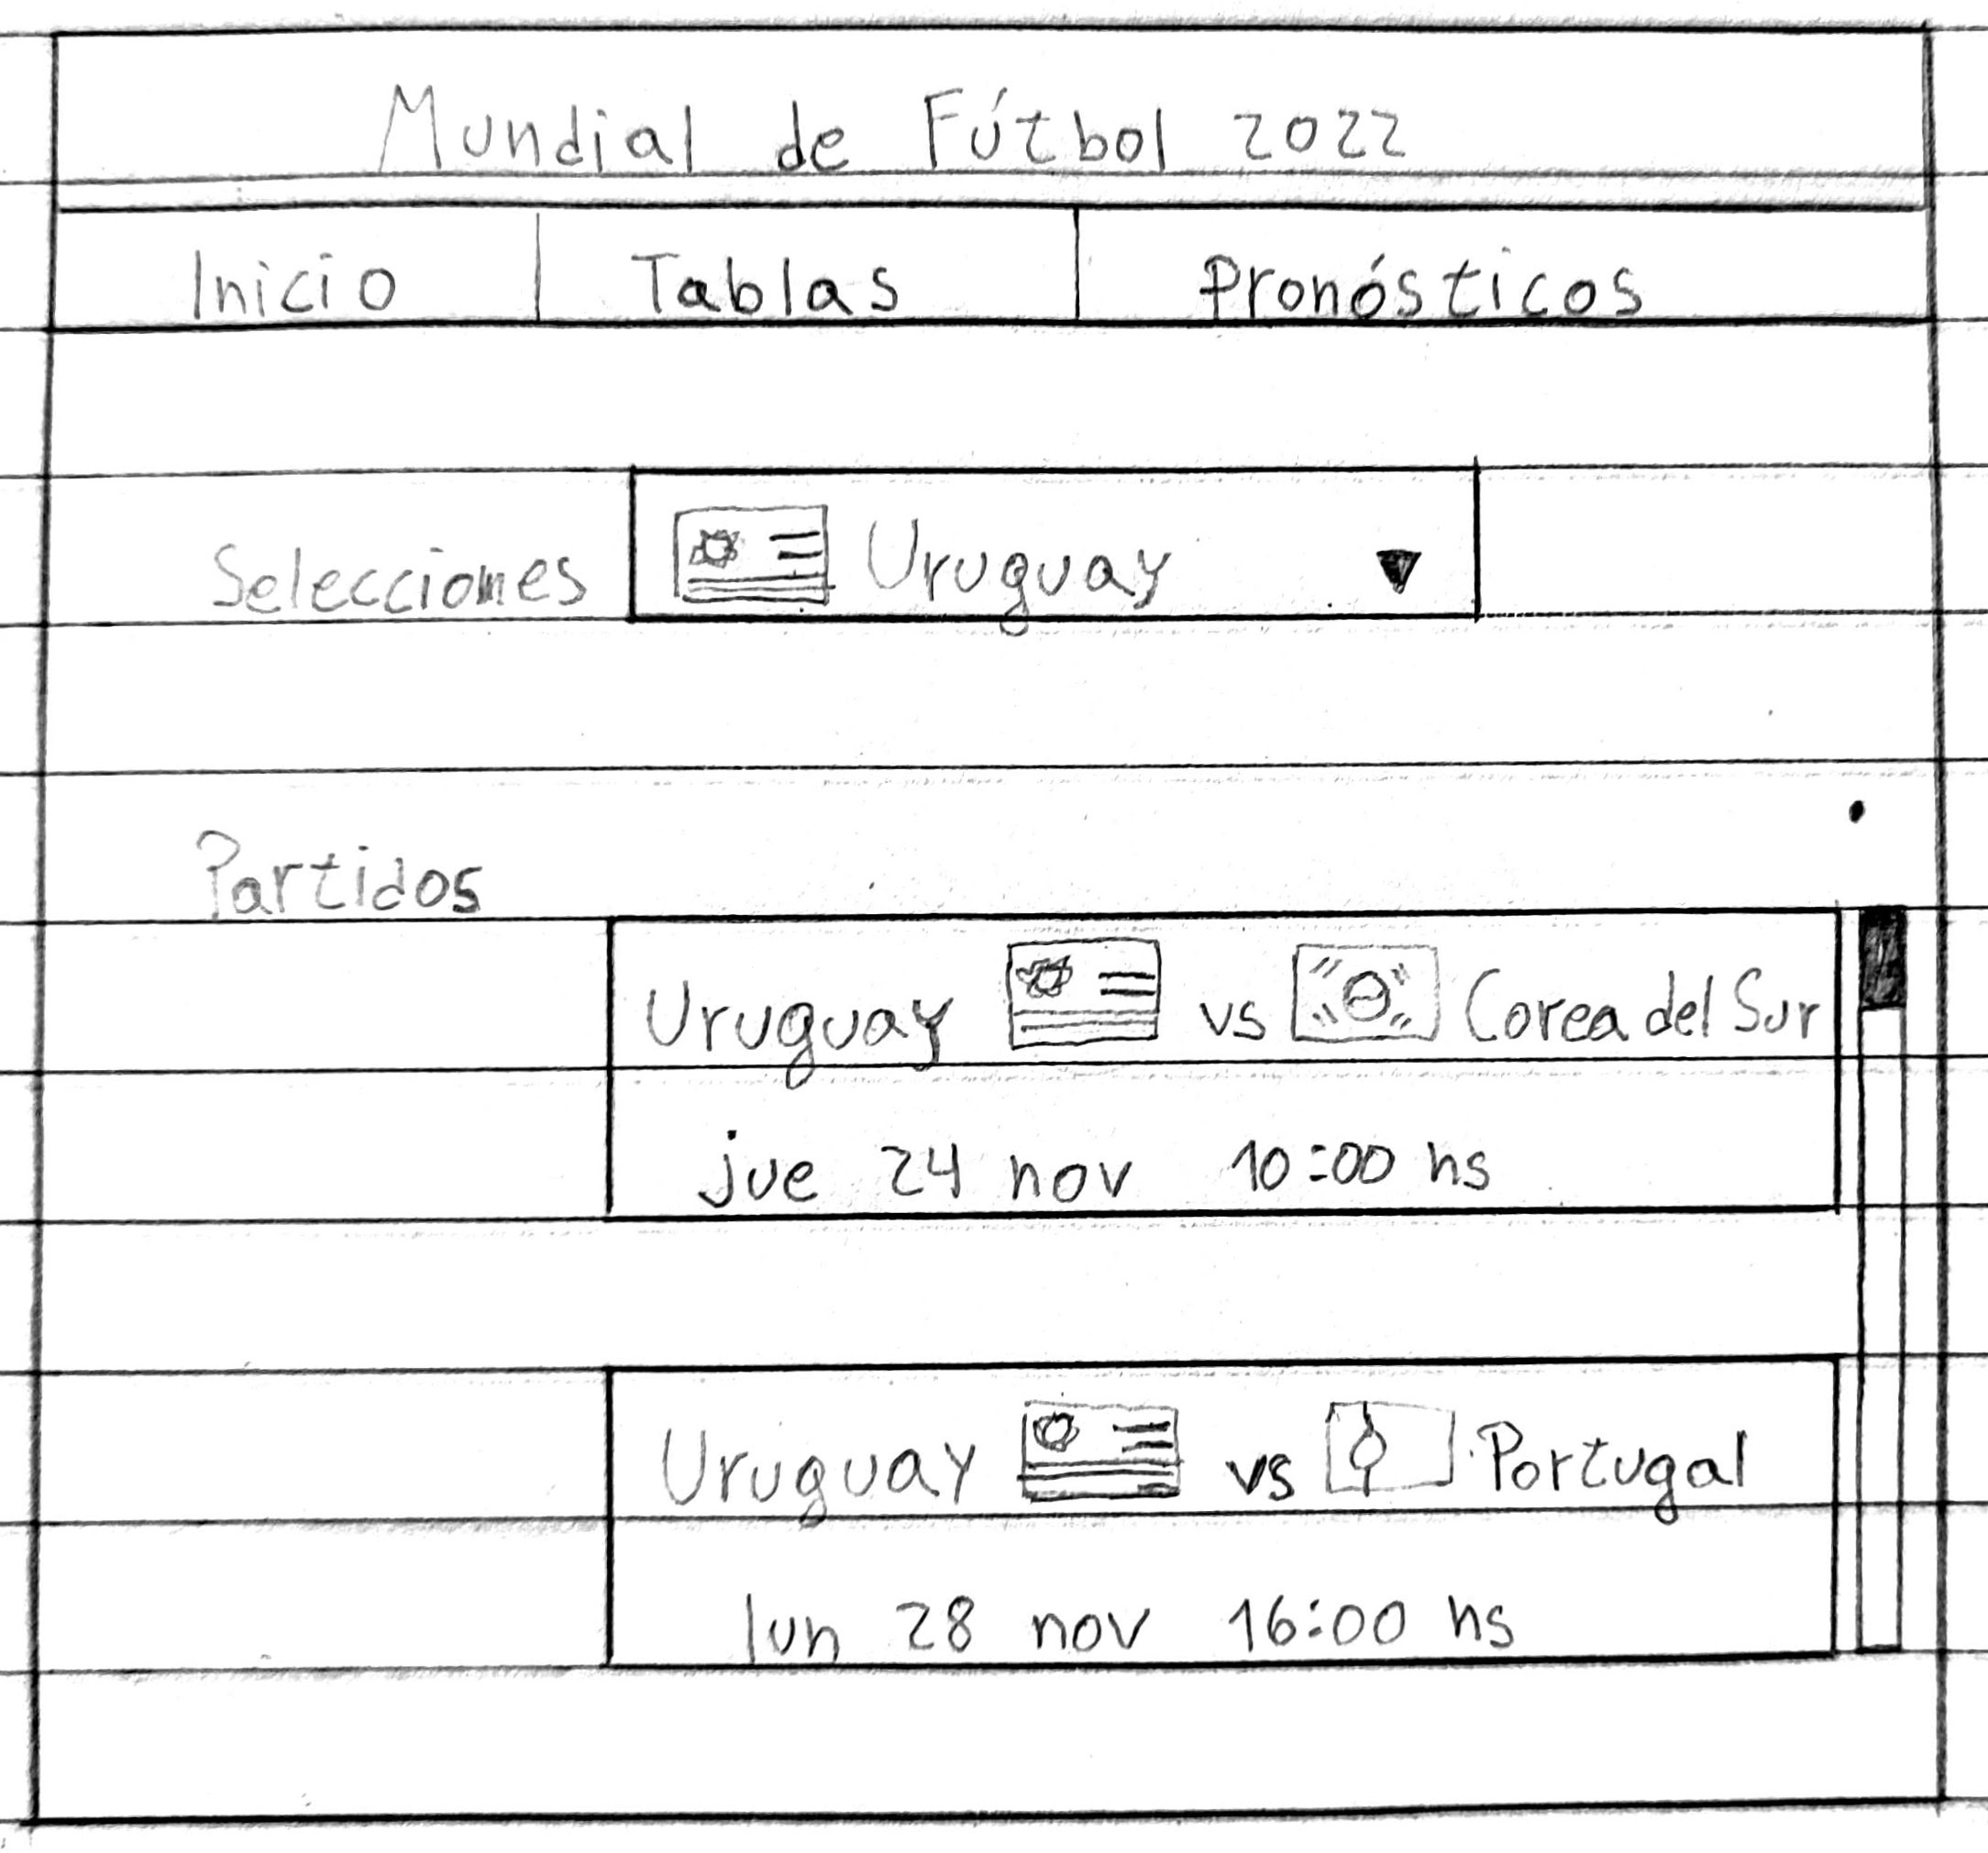 Mundial de Fútbol 2022
Inicio Tablas Pronósticos
Selecciones Uruguay
Partidos
Uruguay vs Corea del Sur
jue 24 nov 10:00 hs
Uruguay vs Portugal
lun 28 nov 16:00 hs